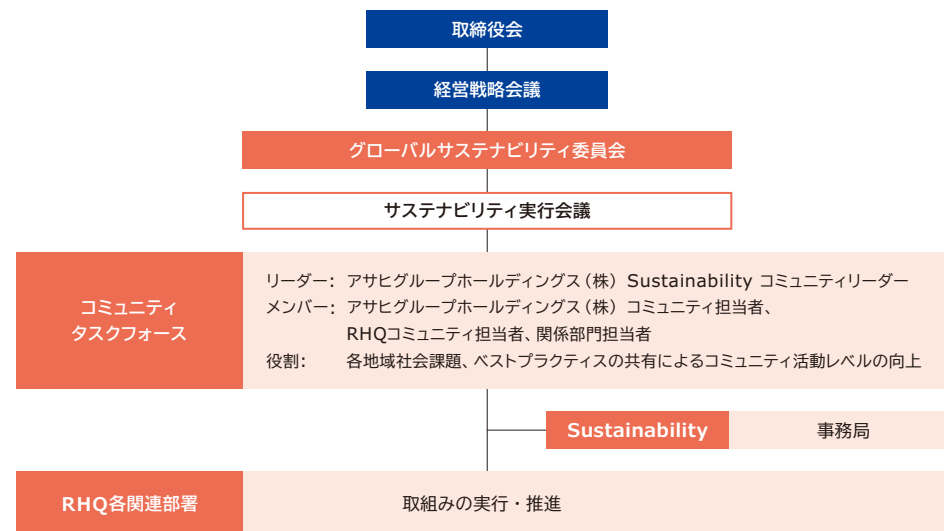 取締役会
経営戦略会議
グローバルサステナビリティ委員会
サステナビリティ実行会議
コミュニティ
タスクフォース
リーダー: アサヒグループホールディングス(株) Sustainability コミュニティリーダー
メンバー: アサヒグループホールディングス(株) コミュニティ担当者、
RHQコミュニティ担当者、関係部門担当者
役割: 各地域社会課題、ベストプラクティスの共有によるコミュニティ活動レベルの向上
Sustainability 事務局
RHQ各関連部署 取組みの実行・推進